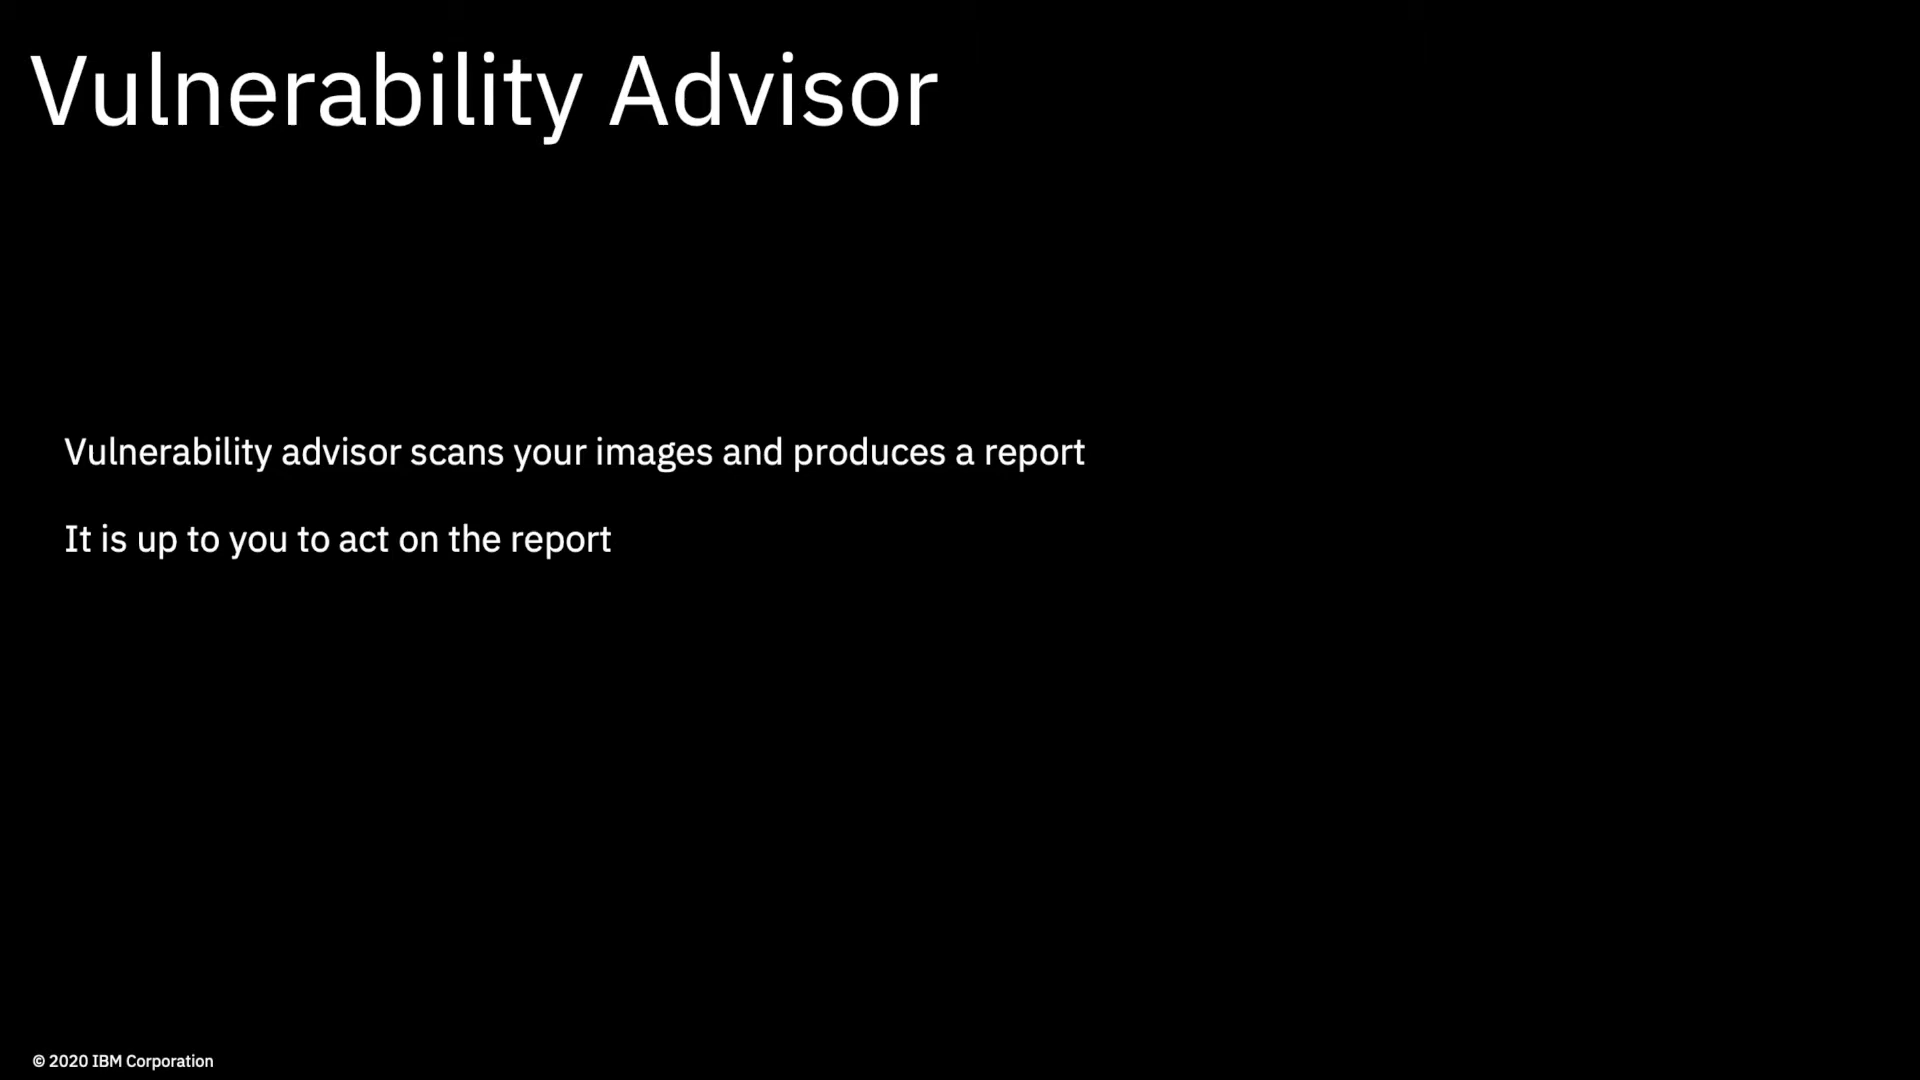 Vulnerability Advisor
Vulnerability advisor scans your images and produces a report
It is up to you to act on the report
© 2020 IBM Corporation